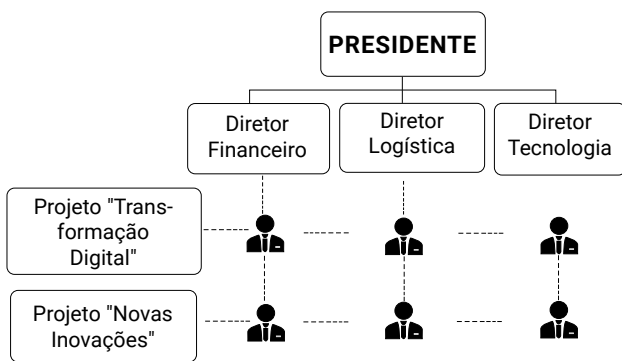 PRESIDENTE
Diretor
Financeiro
Diretor
Logística
Diretor
Tecnologia
Projeto "Trans-
formação
Digital"
Projeto "Novas
Inovações"